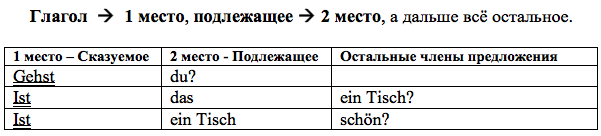 Глагол → 1 место, подлежащее → 2 место, а дальше всё остальное.
1 место – Сказуемое 2 место - Подлежащее Остальные члены предложения
Gehst du?
Ist das ein Tisch?
Ist ein Tisch schön?